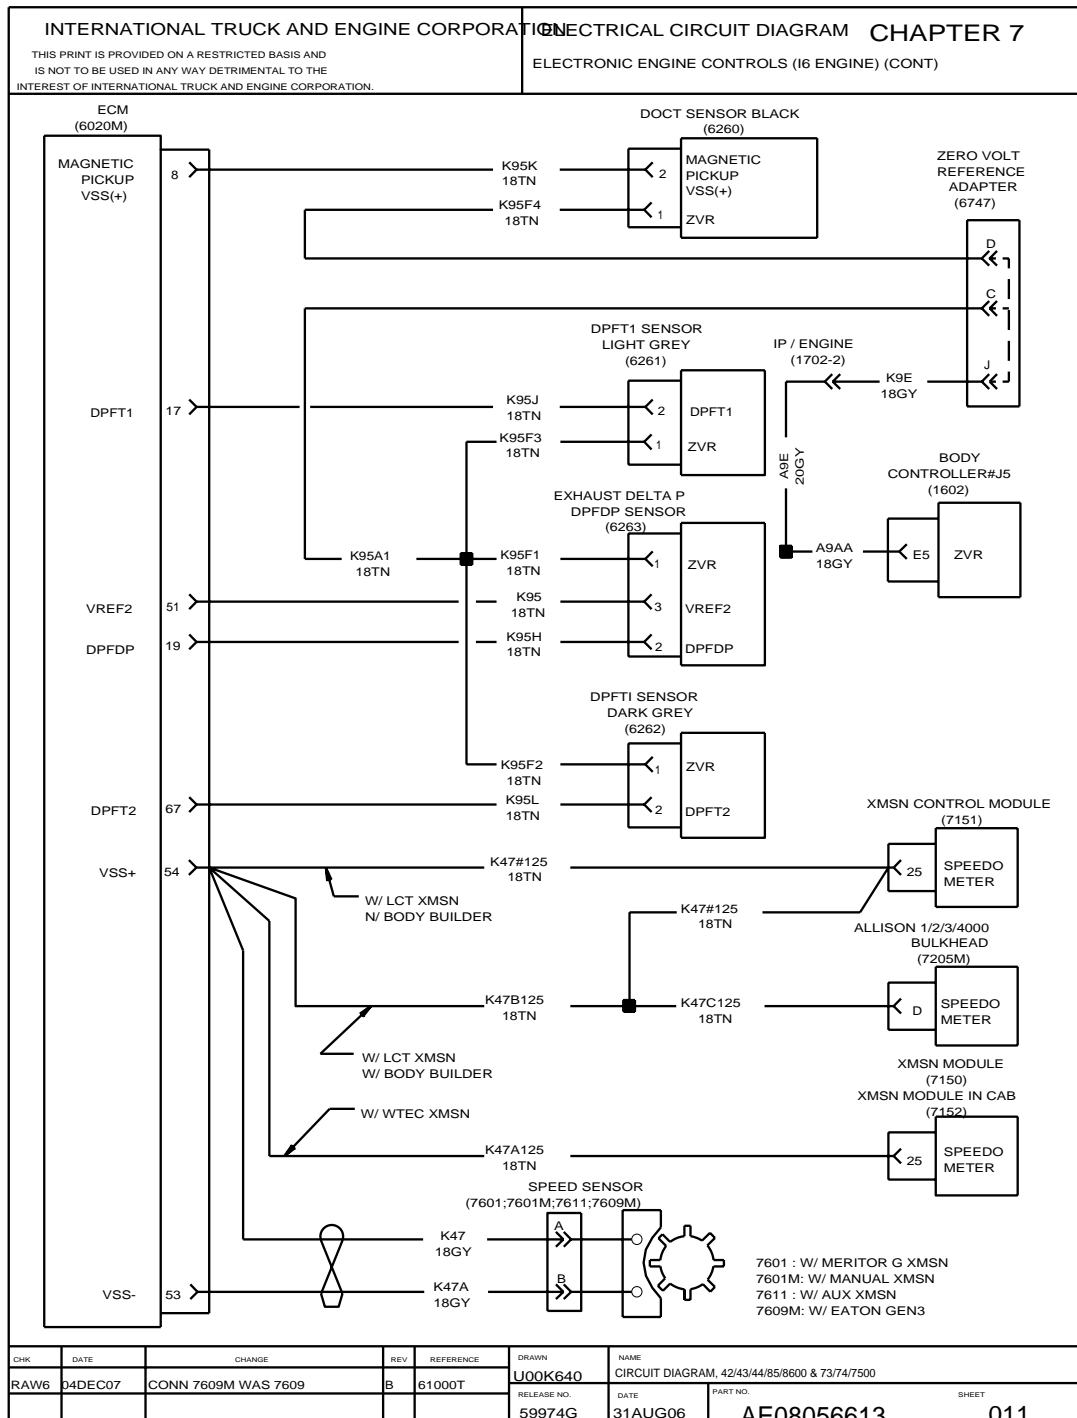 INTERNATIONAL TRUCK AND ENGINE CORPORATION
ELECTRICAL CIRCUIT DIAGRAM CHAPTER 7
THIS PRINT IS PROVIDED ON A RESTRICTED BASIS AND
IS NOT TO BE USED IN ANY WAY DETRIMENTAL TO THE
INTEREST OF INTERNATIONAL TRUCK AND ENGINE CORPORATION.
ELECTRONIC ENGINE CONTROLS (I6 ENGINE) (CONT)
ECM
(6020M)
MAGNETIC
PICKUP
VSS(+)
8
K95K
18TN
K95F4
18TN
DOCT SENSOR BLACK
(6260)
2
MAGNETIC
PICKUP
VSS(+)
1
ZVR
ZERO VOLT
REFERENCE
ADAPTER
(6747)
D
C
J
DPFT1 SENSOR
LIGHT GREY
(6261)
IP / ENGINE
(1702-2)
K9E
18GY
DPFT1
17
K95J
18TN
2
DPFT1
K95F3
18TN
1
ZVR
A9E
20GY
BODY
CONTROLLER#J5
(1602)
EXHAUST DELTA P
DPFDP SENSOR
(6263)
K95A1
18TN
K95F1
18TN
1
ZVR
A9AA
18GY
E5
ZVR
VREF2
51
K95
18TN
3
VREF2
DPFDP
19
K95H
18TN
2
DPFDP
DPFTI SENSOR
DARK GREY
(6262)
K95F2
18TN
1
ZVR
DPFT2
67
K95L
18TN
2
DPFT2
XMSN CONTROL MODULE
(7151)
VSS+
54
K47#125
18TN
25
SPEEDO
METER
W/ LCT XMSN
N/ BODY BUILDER
K47#125
18TN
ALLISON 1/2/3/4000
BULKHEAD
(7205M)
K47B125
18TN
K47C125
18TN
D
SPEEDO
METER
W/ LCT XMSN
W/ BODY BUILDER
XMSN MODULE
(7150)
XMSN MODULE IN CAB
(7152)
W/ WTEC XMSN
K47A125
18TN
25
SPEEDO
METER
SPEED SENSOR
(7601;7601M;7611;7609M)
K47
18GY
A
K47A
18GY
B
VSS-
53
7601 : W/ MERITOR G XMSN
7601M: W/ MANUAL XMSN
7611 : W/ AUX XMSN
7609M: W/ EATON GEN3
CHK DATE CHANGE REV REFERENCE
RAW6 04DEC07 CONN 7609M WAS 7609 B 61000T
DRAWN
U00K640
NAME
CIRCUIT DIAGRAM, 42/43/44/85/8600 & 73/74/7500
RELEASE NO.
59974G
DATE
31AUG06
PART NO.
AE08056613
SHEET
011